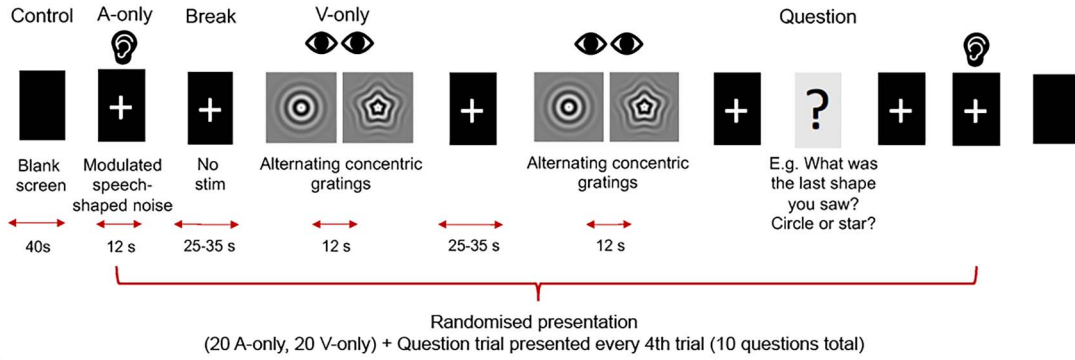 Control
A-only
Break
V-only
Question
?
Blank
screen
Modulated
speech-
shaped noise
No
stim
Alternating concentric
gratings
Alternating concentric
gratings
E.g. What was
the last shape
you saw?
Circle or star?
40s
12 s
25-35 s
12 s
25-35 s
12 s
Randomised presentation
(20 A-only, 20 V-only) + Question trial presented every 4th trial (10 questions total)